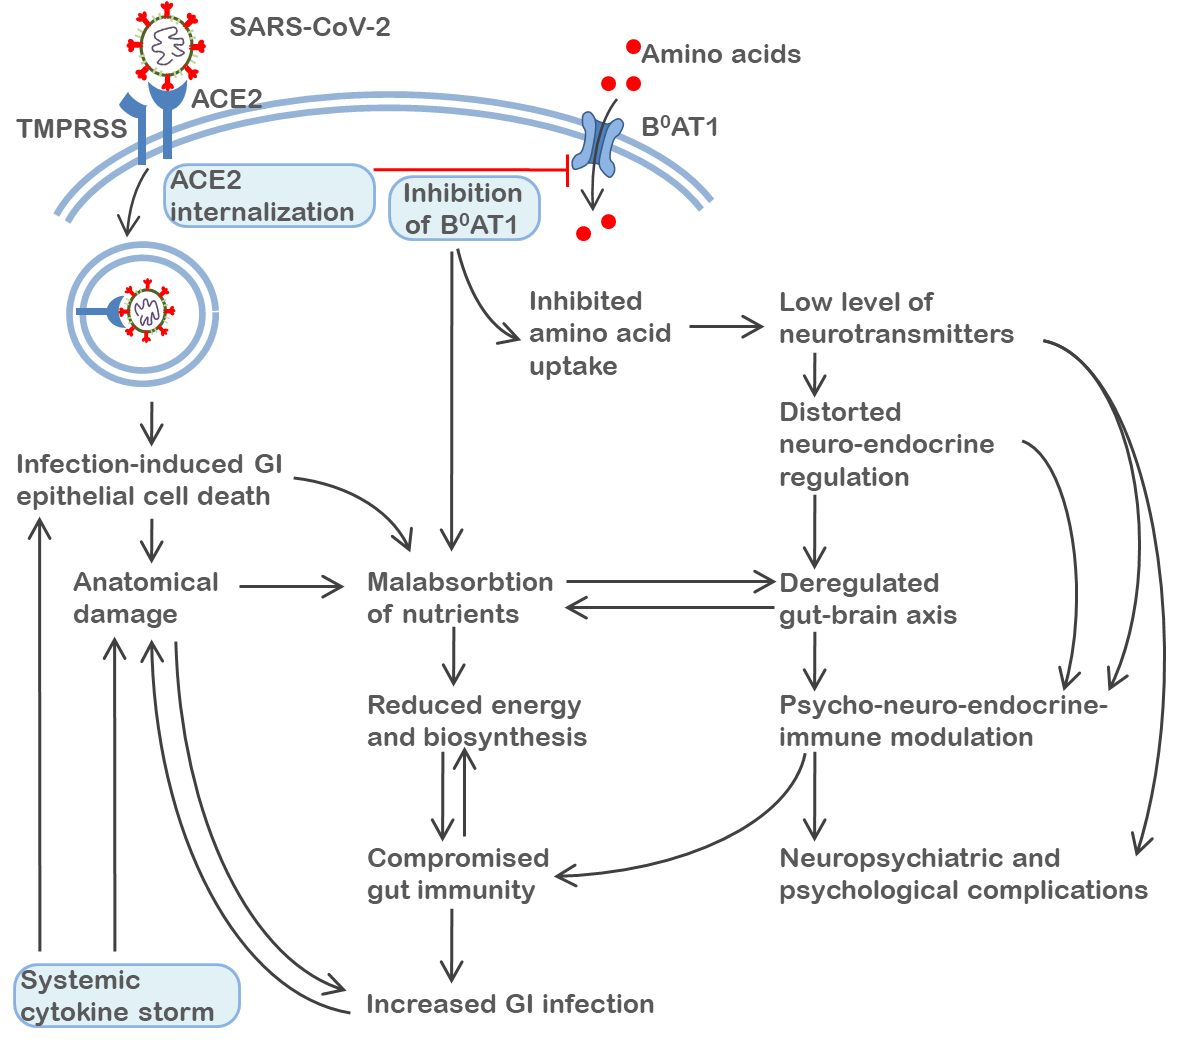 SARS-CoV-2
Amino acids
ACE2
TMPRSS
B⁰AT1
ACE2
internalization
Inhibition
of B⁰AT1
Inhibited
amino acid
uptake
Low level of
neurotransmitters
Distorted
neuro-endocrine
regulation
Infection-induced GI
epithelial cell death
Anatomical
damage
Malabsorbtion
of nutrients
Deregulated
gut-brain axis
Reduced energy
and biosynthesis
Psycho-neuro-endocrine-
immune modulation
Compromised
gut immunity
Neuropsychiatric and
psychological complications
Systemic
cytokine storm
Increased GI infection